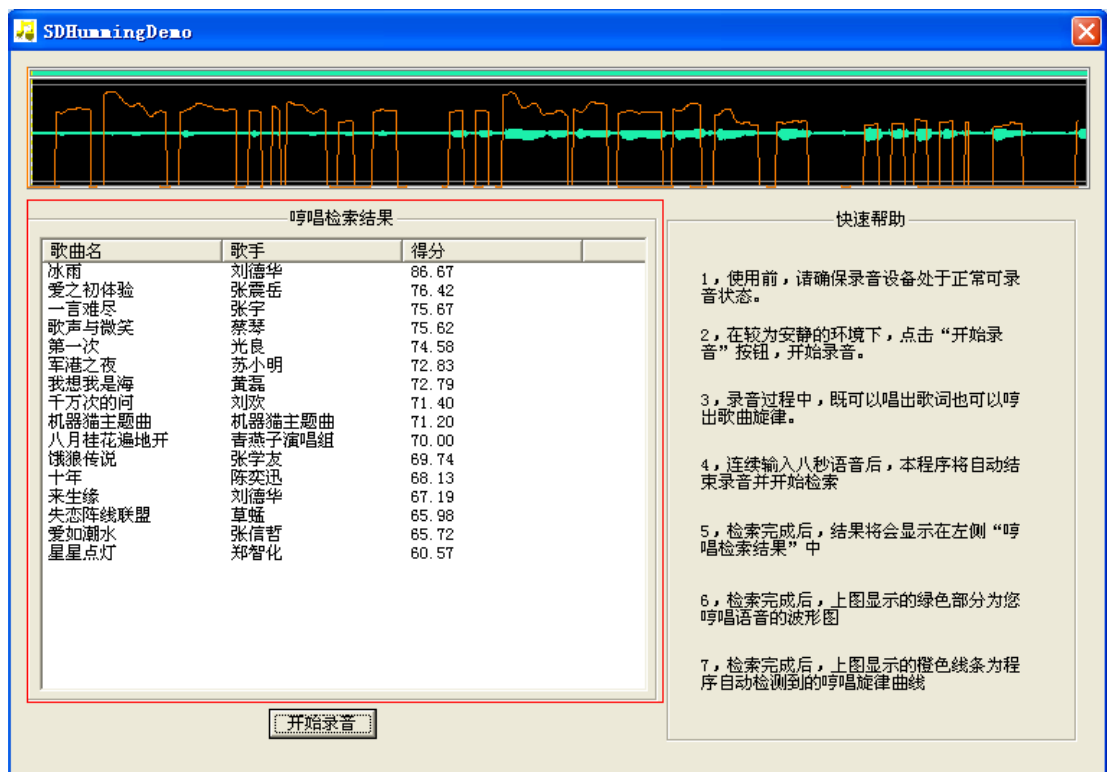 SDHummingDemo
哼唱检索结果
歌曲名 歌手 得分
冰雨 刘德华 86.67
爱之初体验 张震岳 76.42
一言难尽 张宇 75.67
歌声与微笑 蔡琴 75.62
第一次 光良 74.58
军港之夜 苏小明 72.83
我想我是海 黄磊 72.79
千万次的问 刘欢 71.40
机器猫主题曲 机器猫主题曲 71.20
八月桂花遍地开 青燕子演唱组 70.00
饿狼传说 张学友 69.74
十年 陈奕迅 68.13
来生缘 刘德华 67.19
失恋阵线联盟 草蜢 65.98
爱如潮水 张信哲 65.72
星星点灯 郑智化 60.57
开始录音
快速帮助
1，使用前，请确保录音设备处于正常可录
音状态。
2，在较为安静的环境下，点击“开始录
音”按钮，开始录音。
3，录音过程中，既可以唱出歌词也可以哼
出歌曲旋律。
4，连续输入八秒语音后，本程序将自动结
束录音并开始检索
5，检索完成后，结果将会显示在左侧“哼
唱检索结果”中
6，检索完成后，上图显示的绿色部分为您
哼唱语音的波形图
7，检索完成后，上图显示的橙色线条为程
序自动检测到的哼唱旋律曲线